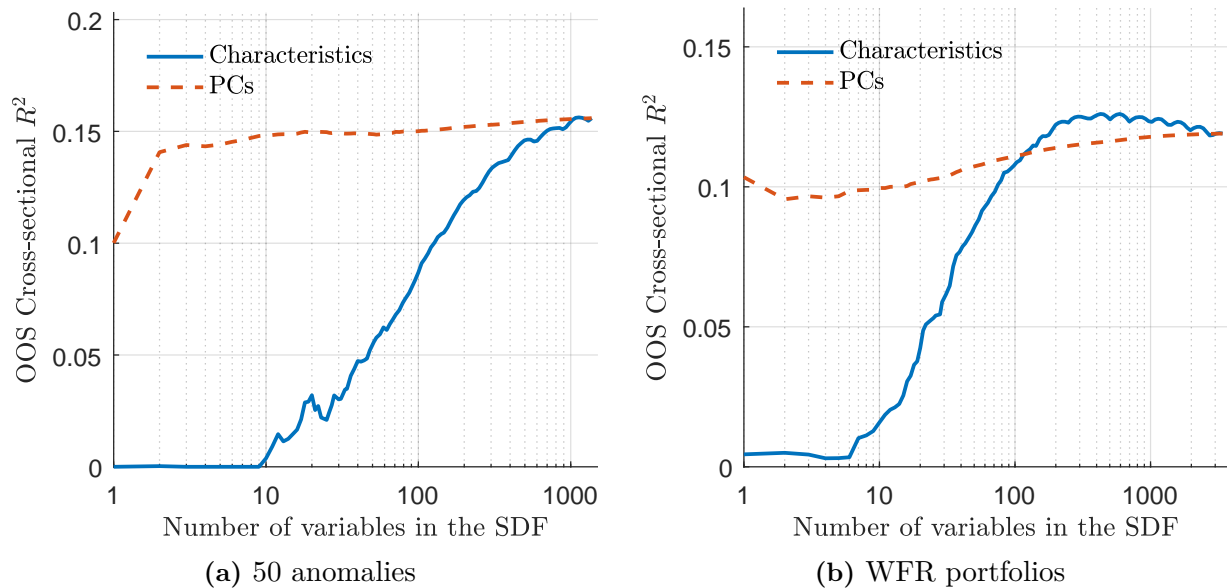 OOS Cross-sectional R²
0.2
0.15
0.1
0.05
0
Characteristics
PCs
1
10
100
1000
Number of variables in the SDF
(a) 50 anomalies
OOS Cross-sectional R²
0.15
0.1
0.05
0
Characteristics
PCs
1
10
100
1000
Number of variables in the SDF
(b) WFR portfolios